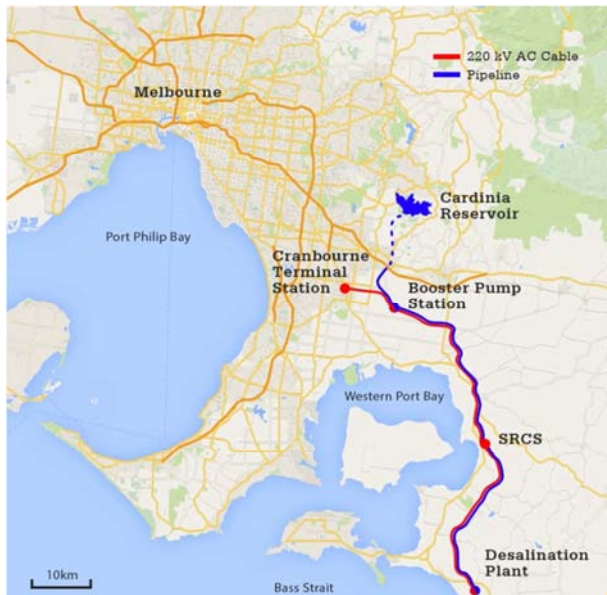 220 kV AC Cable
Pipeline
Melbourne
Cardinia
Reservoir
Port Philip Bay
Cranbourne
Terminal
Station
Booster Pump
Station
Western Port Bay
SRCS
Desalination
Plant
10km
Bass Strait